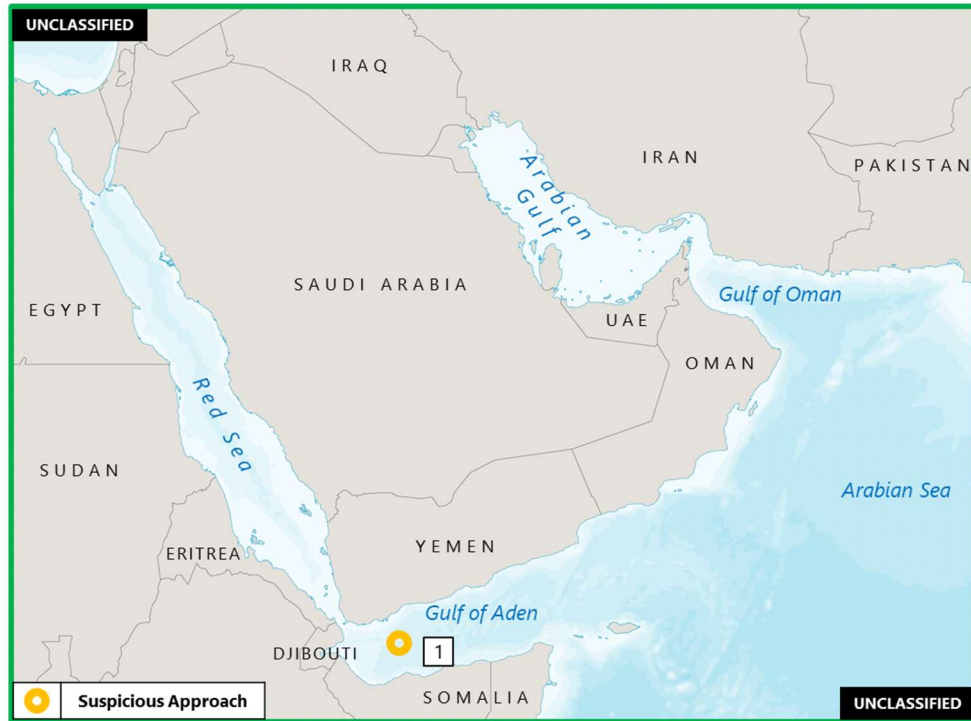 UNCLASSIFIED
IRAQ
IRAN
PAKISTAN
Arabian
Gulf
SAUDI ARABIA
Gulf of Oman
EGYPT
UAE
OMAN
Red Sea
SUDAN
Arabian Sea
YEMEN
ERITREA
Gulf of Aden
DJIBOUTI
1
SOMALIA
Suspicious Approach
UNCLASSIFIED